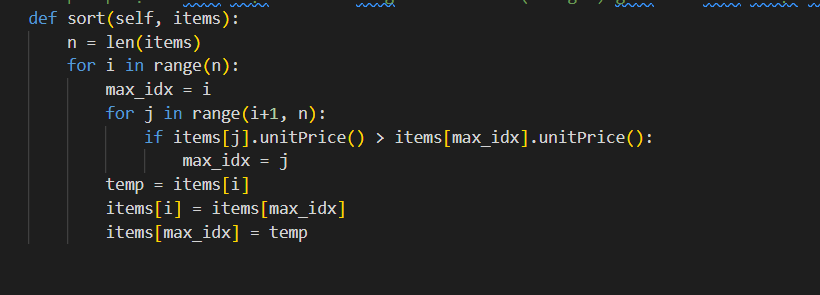 def sort(self, items):
    n = len(items)
    for i in range(n):
        max_idx = i
        for j in range(i+1, n):
            if items[j].unitPrice() > items[max_idx].unitPrice():
                max_idx = j
        temp = items[i]
        items[i] = items[max_idx]
        items[max_idx] = temp